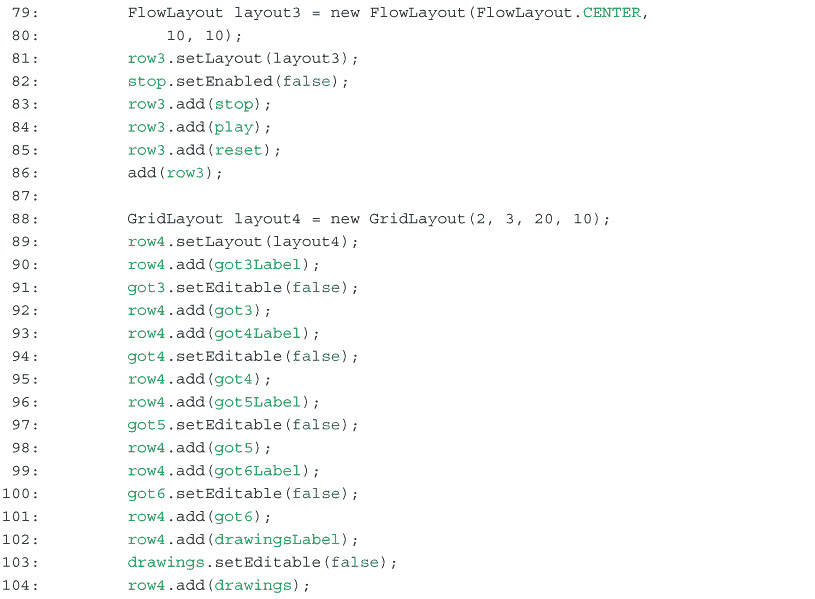 79:         FlowLayout layout3 = new FlowLayout(FlowLayout.CENTER,
80:             10, 10);
81:         row3.setLayout(layout3);
82:         stop.setEnabled(false);
83:         row3.add(stop);
84:         row3.add(play);
85:         row3.add(reset);
86:         add(row3);
87:
88:         GridLayout layout4 = new GridLayout(2, 3, 20, 10);
89:         row4.setLayout(layout4);
90:         row4.add(got3Label);
91:         got3.setEditable(false);
92:         row4.add(got3);
93:         row4.add(got4Label);
94:         got4.setEditable(false);
95:         row4.add(got4);
96:         row4.add(got5Label);
97:         got5.setEditable(false);
98:         row4.add(got5);
99:         row4.add(got6Label);
100:         got6.setEditable(false);
101:         row4.add(got6);
102:         row4.add(drawingsLabel);
103:         drawings.setEditable(false);
104:         row4.add(drawings);